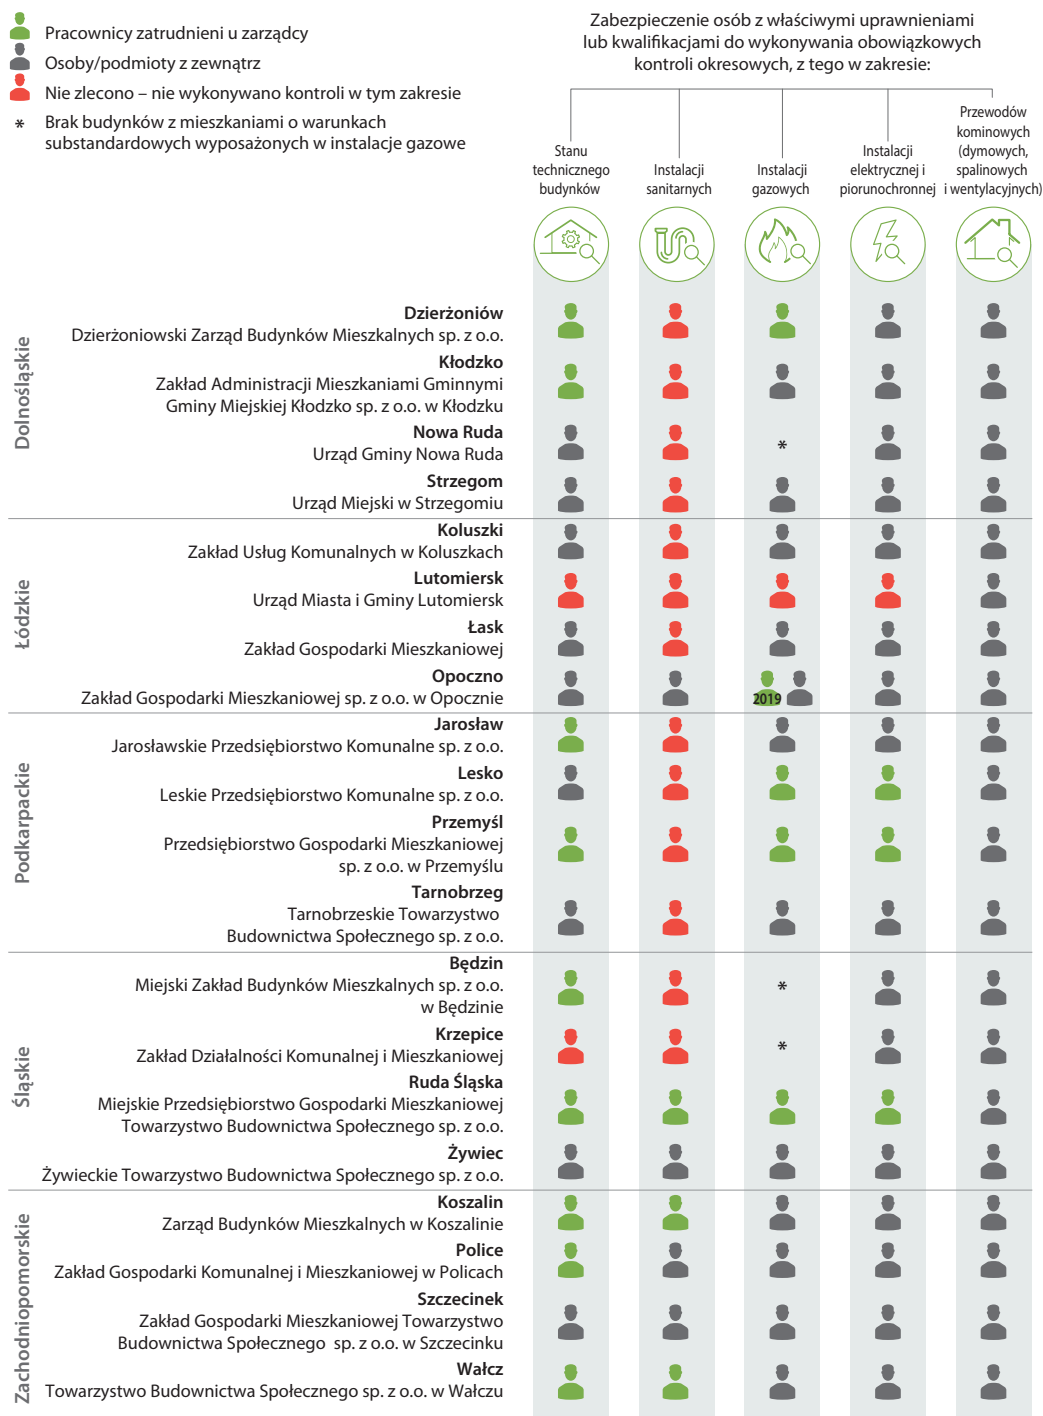 Pracownicy zatrudnieni u zarządcy
Osoby/podmioty z zewnątrz
Nie zlecono – nie wykonywano kontroli w tym zakresie
* Brak budynków z mieszkaniami o warunkach
substandardowych wyposażonych w instalacje gazowe
Zabezpieczenie osób z właściwymi uprawnieniami
lub kwalifikacjami do wykonywania obowiązkowych
kontroli okresowych, z tego w zakresie:
Stanu
technicznego
budynków
Instalacji
sanitarnych
Instalacji
gazowych
Instalacji
elektrycznej i
piorunochronnej
Przewodów
kominowych
(dymowych,
spalinowych
i wentylacyjnych)
Dolnośląskie
Dzierżoniów
Dzierżoniowski Zarząd Budynków Mieszkalnych sp. z o.o.
Kłodzko
Zakład Administracji Mieszkaniami Gminnymi
Gminy Miejskiej Kłodzko sp. z o.o. w Kłodzku
Nowa Ruda
Urząd Gminy Nowa Ruda
*
Strzegom
Urząd Miejski w Strzegomiu
Łódzkie
Koluszki
Zakład Usług Komunalnych w Koluszkach
Lutomiersk
Urząd Miasta i Gminy Lutomiersk
Łask
Zakład Gospodarki Mieszkaniowej
Opoczno
Zakład Gospodarki Mieszkaniowej sp. z o.o. w Opocznie
2019
Podkarpackie
Jarosław
Jarosławskie Przedsiębiorstwo Komunalne sp. z o.o.
Lesko
Leskie Przedsiębiorstwo Komunalne sp. z o.o.
Przemyśl
Przedsiębiorstwo Gospodarki Mieszkaniowej
sp. z o.o. w Przemyślu
Tarnobrzeg
Tarnobrzeskie Towarzystwo
Budownictwa Społecznego sp. z o.o.
Śląskie
Będzin
Miejski Zakład Budynków Mieszkalnych sp. z o.o.
w Będzinie
*
Krzepice
Zakład Działalności Komunalnej i Mieszkaniowej
*
Ruda Śląska
Miejskie Przedsiębiorstwo Gospodarki Mieszkaniowej
Towarzystwo Budownictwa Społecznego sp. z o.o.
Żywiec
Żywieckie Towarzystwo Budownictwa Społecznego sp. z o.o.
Zachodniopomorskie
Koszalin
Zarząd Budynków Mieszkalnych w Koszalinie
Police
Zakład Gospodarki Komunalnej i Mieszkaniowej w Policach
Szczecinek
Zakład Gospodarki Mieszkaniowej Towarzystwo
Budownictwa Społecznego sp. z o.o. w Szczecinku
Wałcz
Towarzystwo Budownictwa Społecznego sp. z o.o. w Wałczu